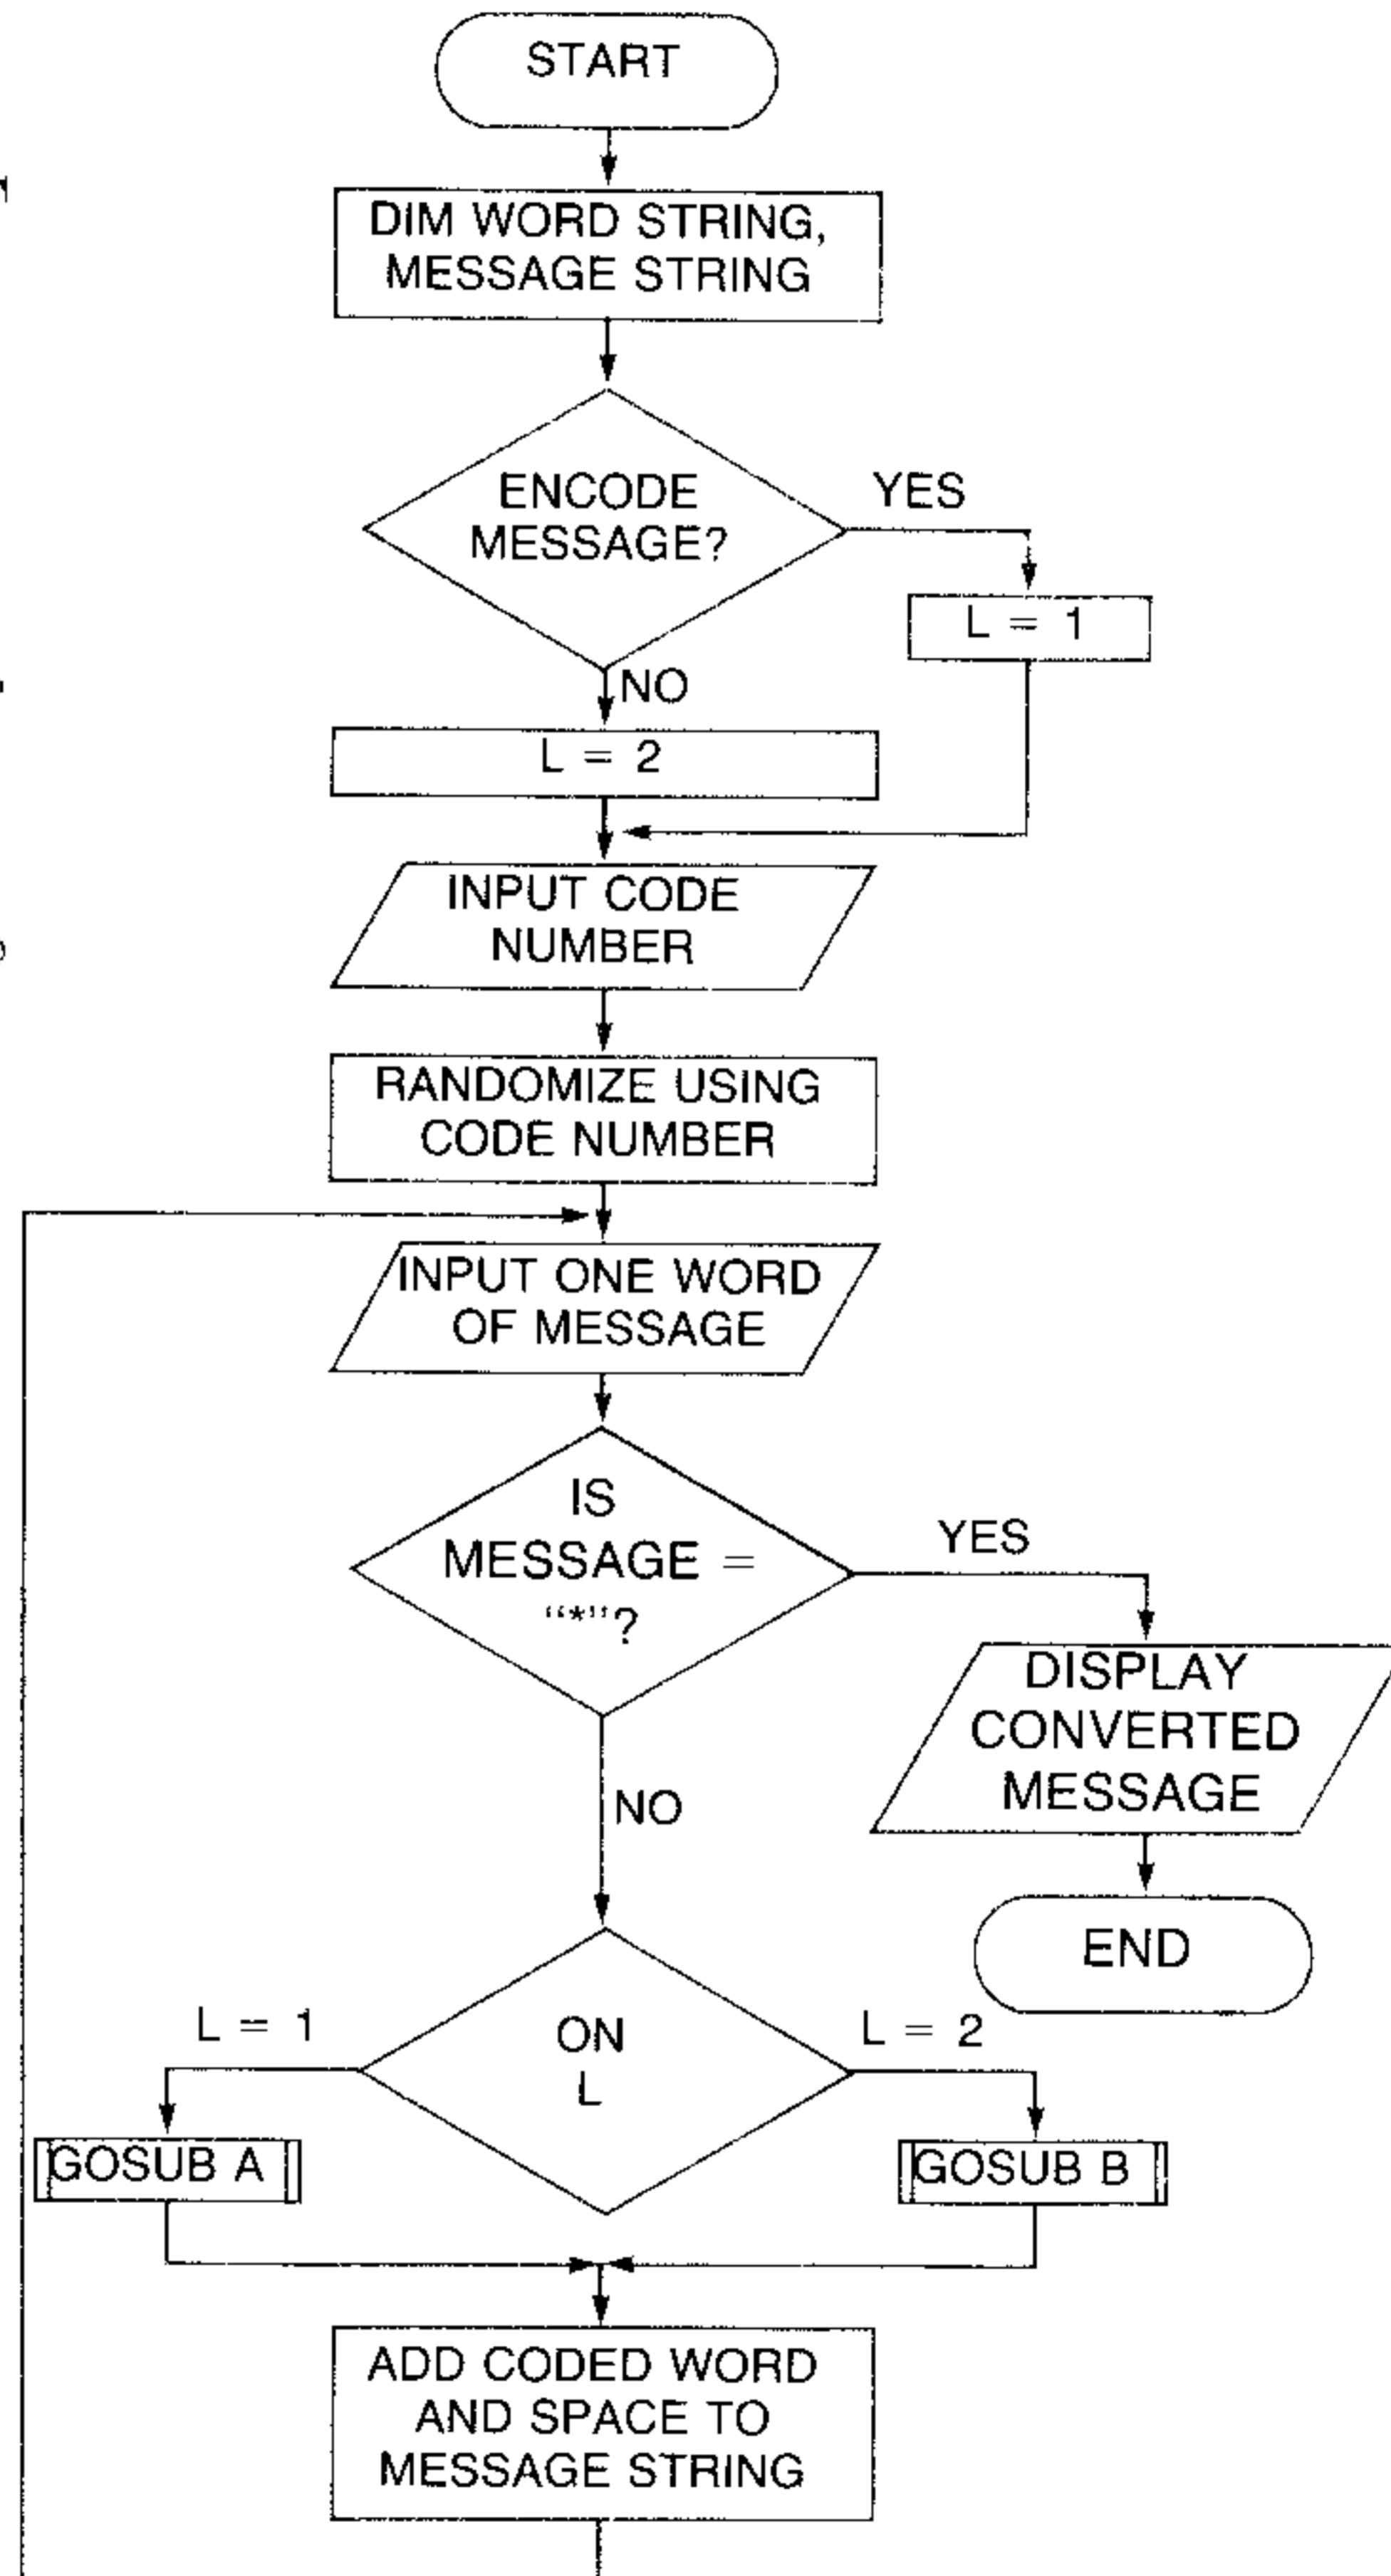 START
DIM WORD STRING,
MESSAGE STRING
ENCODE
MESSAGE?
YES
L = 1
NO
L = 2
INPUT CODE
NUMBER
RANDOMIZE USING
CODE NUMBER
INPUT ONE WORD
OF MESSAGE
IS
MESSAGE =
“*”?
YES
DISPLAY
CONVERTED
MESSAGE
NO
END
L = 1
ON
L
L = 2
GOSUB A
GOSUB B
ADD CODED WORD
AND SPACE TO
MESSAGE STRING